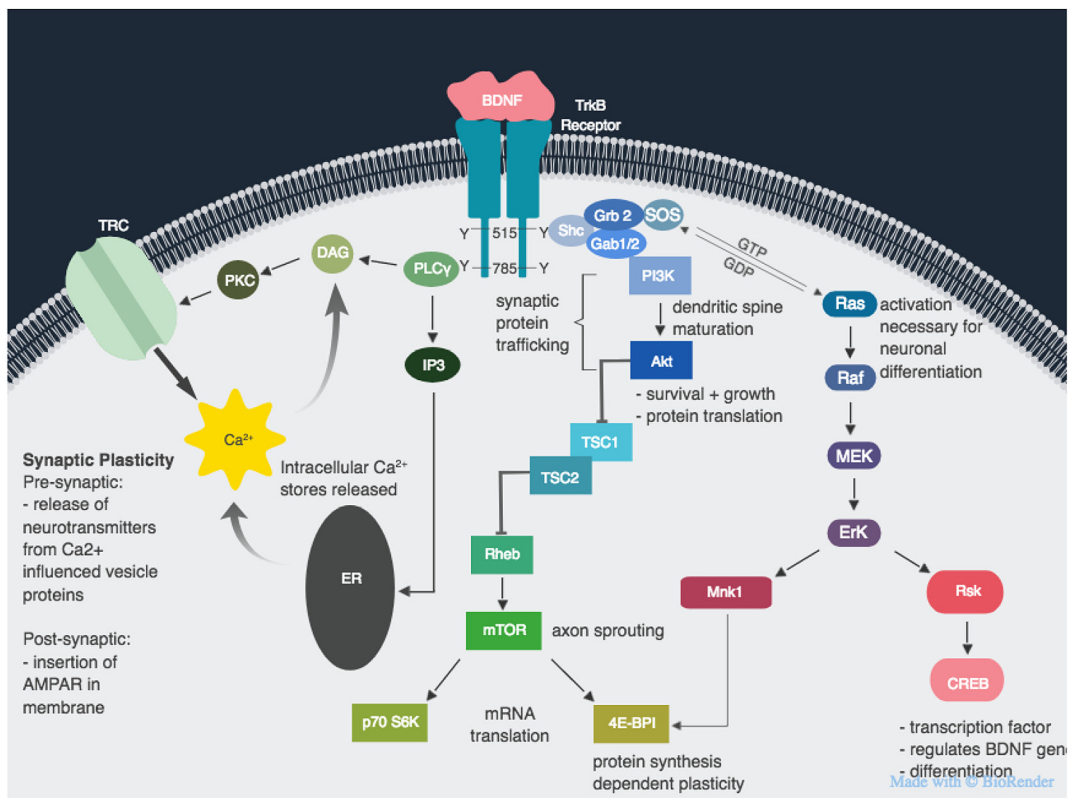 BDNF
TrkB
Receptor
TRC
Y
515
Y
Y
785
Y
Shc
Grb 2
SOS
Gab1/2
GTP
GDP
DAG
PLCγ
PKC
PI3K
synaptic
protein
trafficking
dendritic spine
maturation
Ras
activation
necessary for
neuronal
differentiation
IP3
Akt
Raf
- survival + growth
- protein translation
Ca²⁺
TSC1
MEK
Synaptic Plasticity
Pre-synaptic:
- release of
neurotransmitters
from Ca2+
influenced vesicle
proteins
Intracellular Ca²⁺
stores released
TSC2
ErK
Rheb
ER
Mnk1
Rsk
Post-synaptic:
- insertion of
AMPAR in
membrane
mTOR
axon sprouting
CREB
p70 S6K
mRNA
translation
4E-BPI
- transcription factor
- regulates BDNF gen
- differentiation
protein synthesis
dependent plasticity
Made with © BioRender